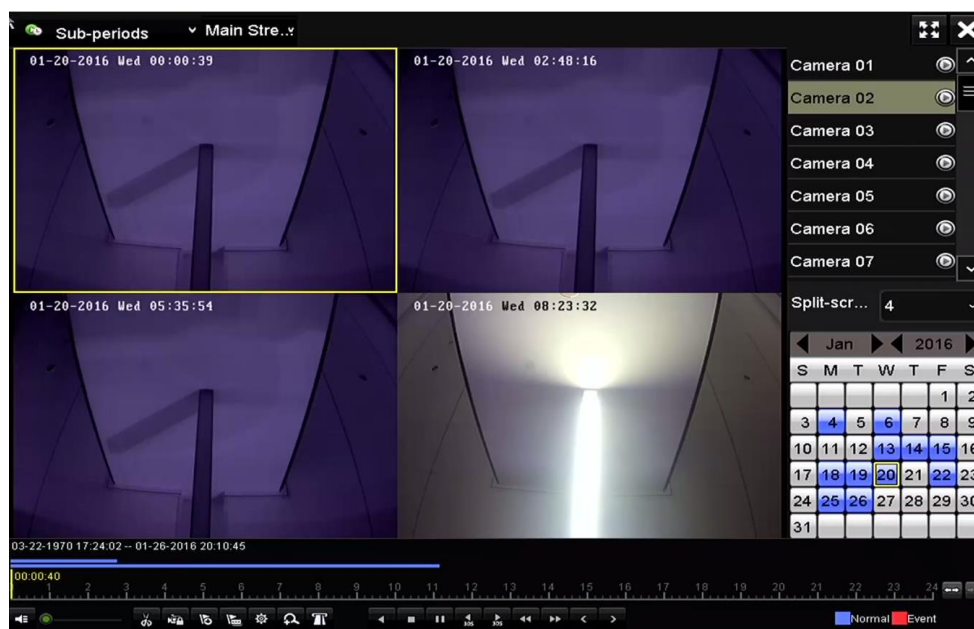 Sub-periods Main Stre..
01-20-2016 Wed 00:00:39
01-20-2016 Wed 02:48:16
01-20-2016 Wed 05:35:54
01-20-2016 Wed 08:23:32
Camera 01
Camera 02
Camera 03
Camera 04
Camera 05
Camera 06
Camera 07
Split-scr... 4
Jan 2016
S M T W T F S
1 2
3 4 5 6 7 8 9
10 11 12 13 14 15 16
17 18 19 20 21 22 23
24 25 26 27 28 29 30
31
03-22-1970 17:24:02 -- 01-26-2016 20:10:45
00:00:40
1 2 3 4 5 6 7 8 9 10 11 12 13 14 15 16 17 18 19 20 21 22 23 24
30S 30S
Normal Event